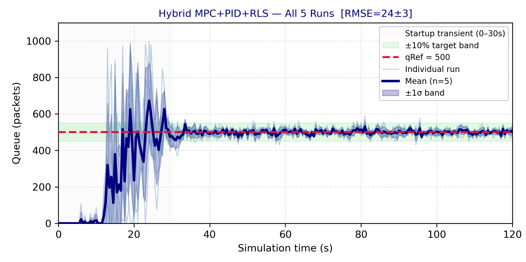 Hybrid MPC+PID+RLS — All 5 Runs [RMSE=24±3]
Startup transient (0–30s)
±10% target band
qRef = 500
Individual run
Mean (n=5)
±1σ band
Queue (packets)
1000
800
600
400
200
0
0 20 40 60 80 100 120
Simulation time (s)